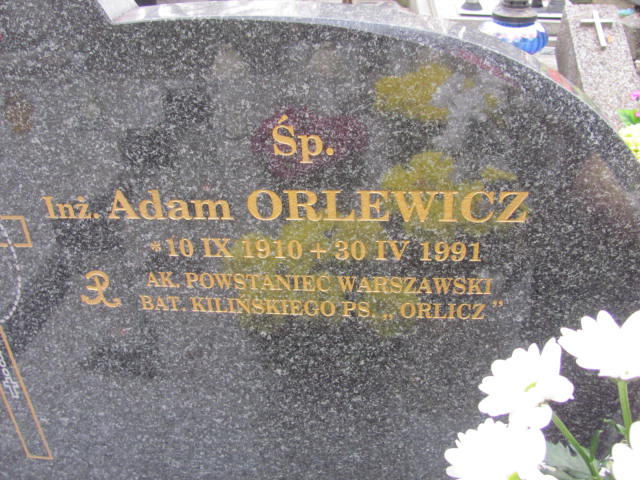 Śp.
Inż. Adam ORLEWICZ
*10 IX 1910 + 30 IV 1991
AK. POWSTANIEC WARSZAWSKI
BAT. KILIŃSKIEGO PS. „ORLICZ”